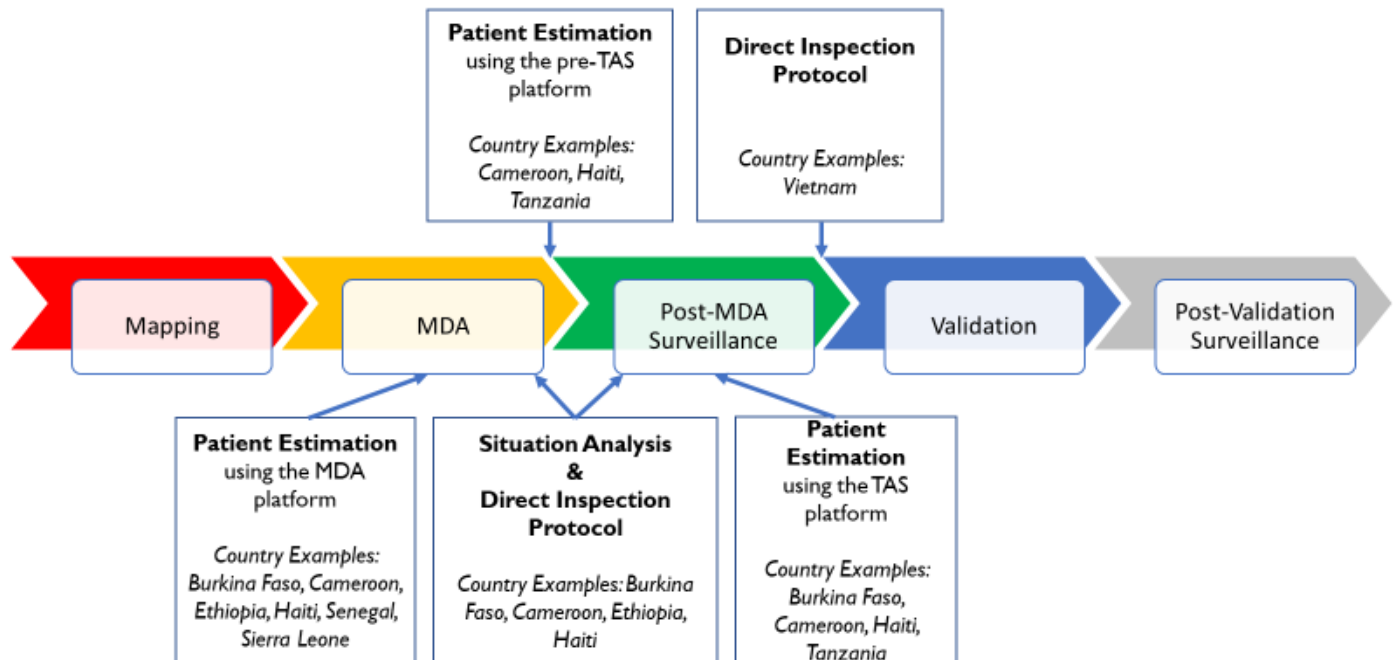 Patient Estimation
using the pre-TAS
platform
Country Examples:
Cameroon, Haiti,
Tanzania
Direct Inspection
Protocol
Country Examples:
Vietnam
Mapping
MDA
Post-MDA
Surveillance
Validation
Post-Validation
Surveillance
Patient Estimation
using the MDA
platform
Country Examples:
Burkina Faso, Cameroon,
Ethiopia, Haiti, Senegal,
Sierra Leone
Situation Analysis
&
Direct Inspection
Protocol
Country Examples: Burkina
Faso, Cameroon, Ethiopia,
Haiti
Patient
Estimation
using the TAS
platform
Country Examples:
Burkina Faso,
Cameroon, Haiti,
Tanzania